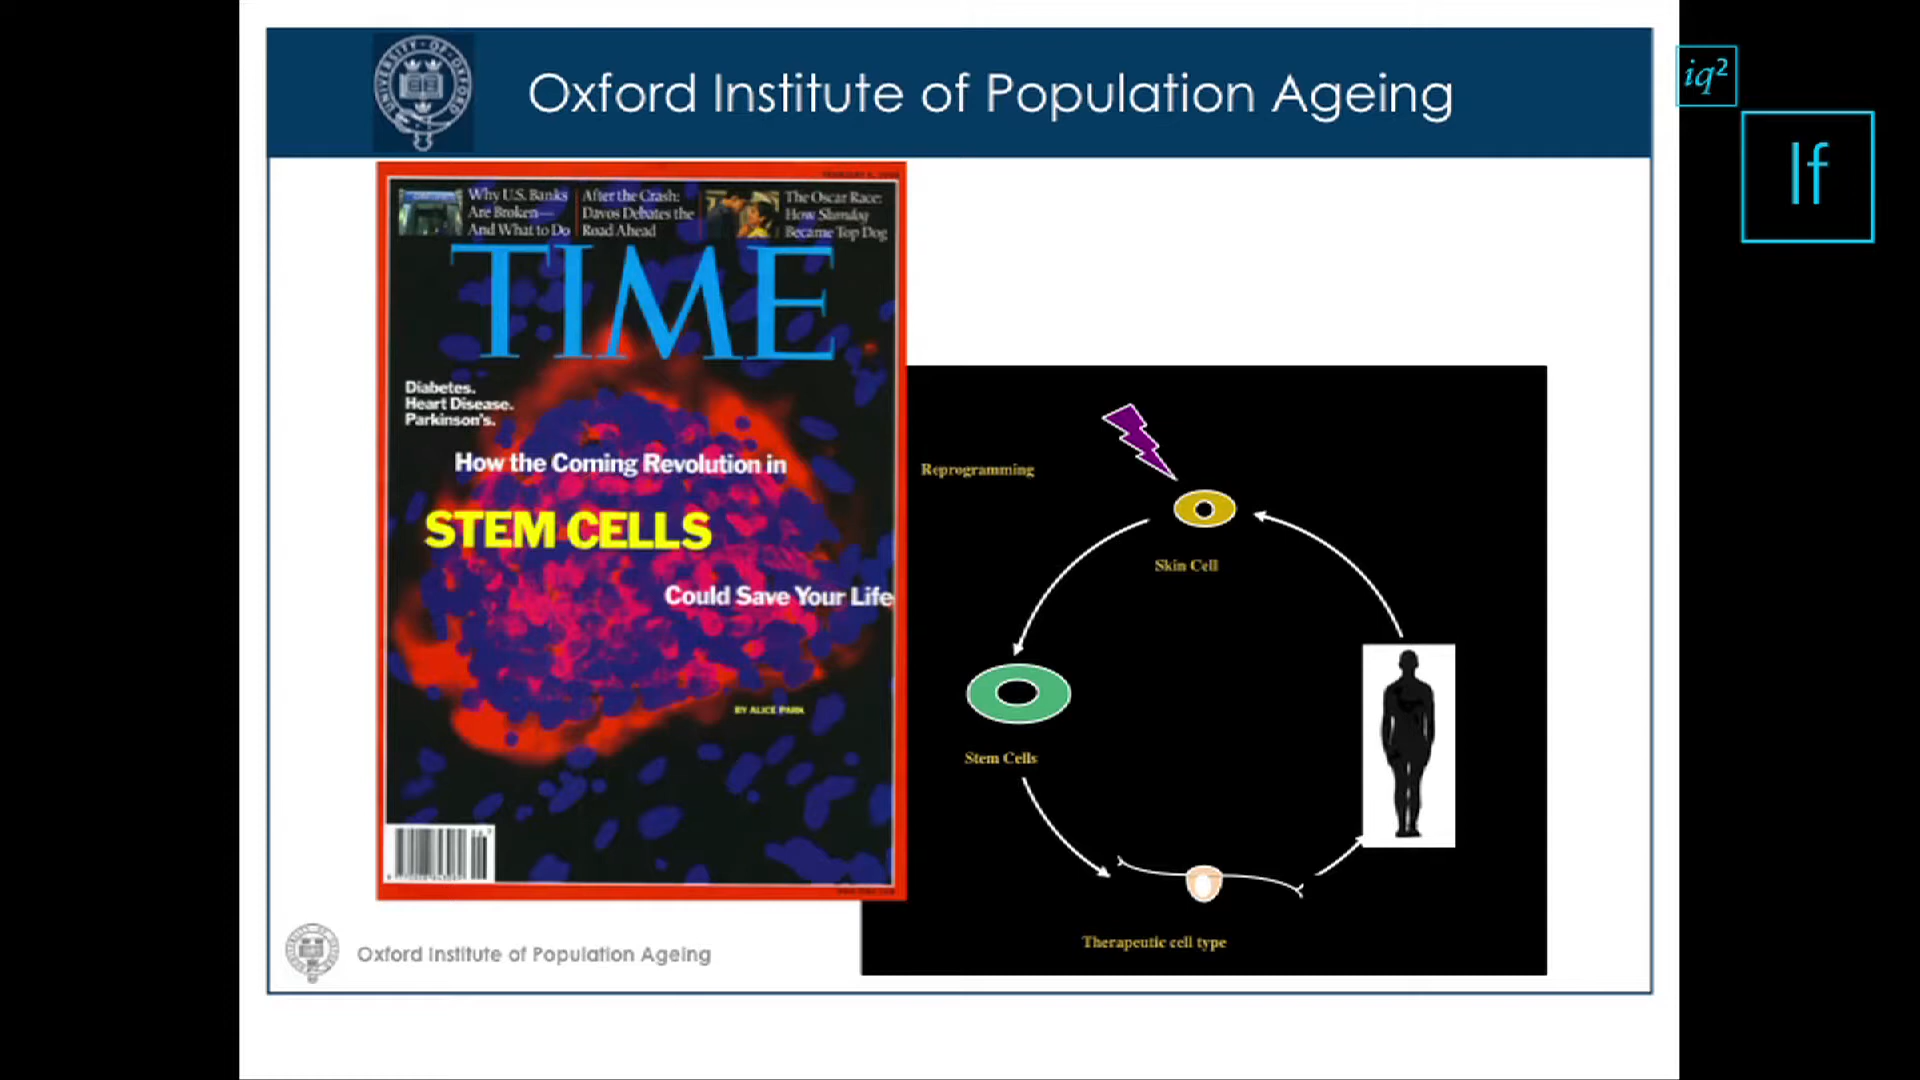 Oxford Institute of Population Ageing
iq²
If
UNIVERSITY OF OXFORD
Why U.S. Banks
Are Broken—
And What to Do
After the Crash:
Davos Debates the
Road Ahead
The Oscar Race:
How Slumdog
Became Top Dog
TIME
Diabetes.
Heart Disease.
Parkinson's.
How the Coming Revolution in
STEM CELLS
Could Save Your Life
BY ALICE PARK
Reprogramming
Skin Cell
Stem Cells
Therapeutic cell type
Oxford Institute of Population Ageing